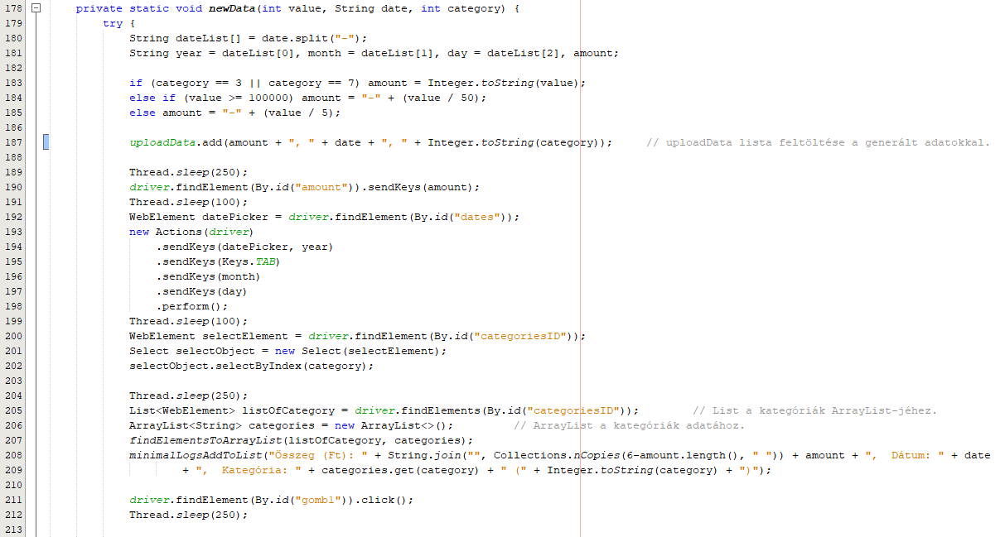 178 private static void newData(int value, String date, int category) {
179 try {
180 String dateList[] = date.split("-");
181 String year = dateList[0], month = dateList[1], day = dateList[2], amount;
182
183 if (category == 3 || category == 7) amount = Integer.toString(value);
184 else if (value >= 100000) amount = "-" + (value / 50);
185 else amount = "-" + (value / 5);
186
187 uploadData.add(amount + ", " + date + ", " + Integer.toString(category)); // uploadData lista feltöltése a generált adatokkal.
188
189 Thread.sleep(250);
190 driver.findElement(By.id("amount")).sendKeys(amount);
191 Thread.sleep(100);
192 WebElement datePicker = driver.findElement(By.id("dates"));
193 new Actions(driver)
194 .sendKeys(datePicker, year)
195 .sendKeys(Keys.TAB)
196 .sendKeys(month)
197 .sendKeys(day)
198 .perform();
199 Thread.sleep(100);
200 WebElement selectElement = driver.findElement(By.id("categoriesID"));
201 Select selectObject = new Select(selectElement);
202 selectObject.selectByIndex(category);
203
204 Thread.sleep(250);
205 List<WebElement> listOfCategory = driver.findElements(By.id("categoriesID")); // List a kategóriák ArrayList-jéhez.
206 ArrayList<String> categories = new ArrayList<>(); // ArrayList a kategóriák adatához.
207 findElementsToArrayList(listOfCategory, categories);
208 minimalLogsAddToList("Összeg (Ft): " + String.join("", Collections.nCopies(6-amount.length(), " ")) + amount + ",  Dátum: " + date
209 + ",  Kategória: " + categories.get(category) + " (" + Integer.toString(category) + ")");
210
211 driver.findElement(By.id("gomb1")).click();
212 Thread.sleep(250);
213